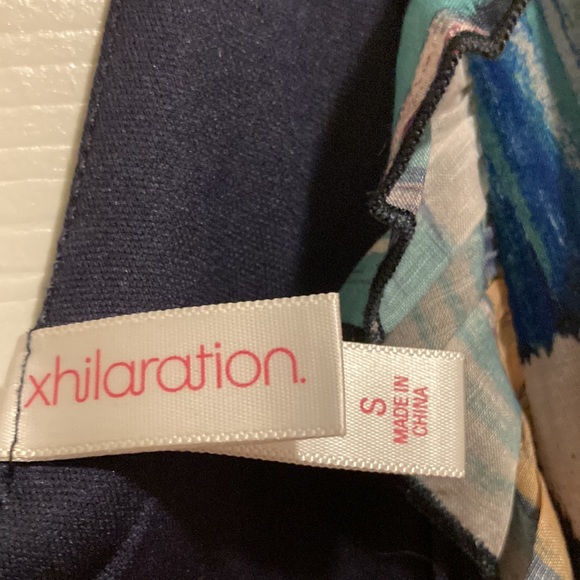 xhilaration.
S
MADE IN
CHINA